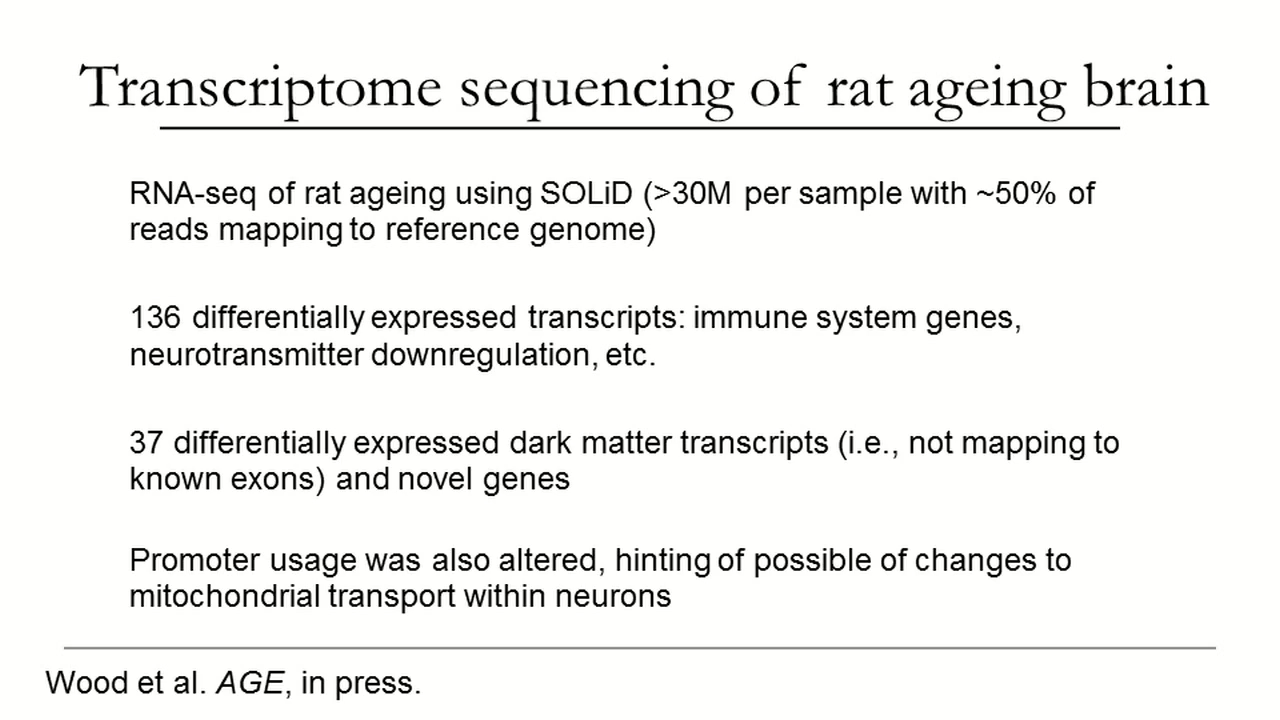 Transcriptome sequencing of rat ageing brain
RNA-seq of rat ageing using SOLiD (>30M per sample with ~50% of
reads mapping to reference genome)
136 differentially expressed transcripts: immune system genes,
neurotransmitter downregulation, etc.
37 differentially expressed dark matter transcripts (i.e., not mapping to
known exons) and novel genes
Promoter usage was also altered, hinting of possible of changes to
mitochondrial transport within neurons
Wood et al. AGE, in press.